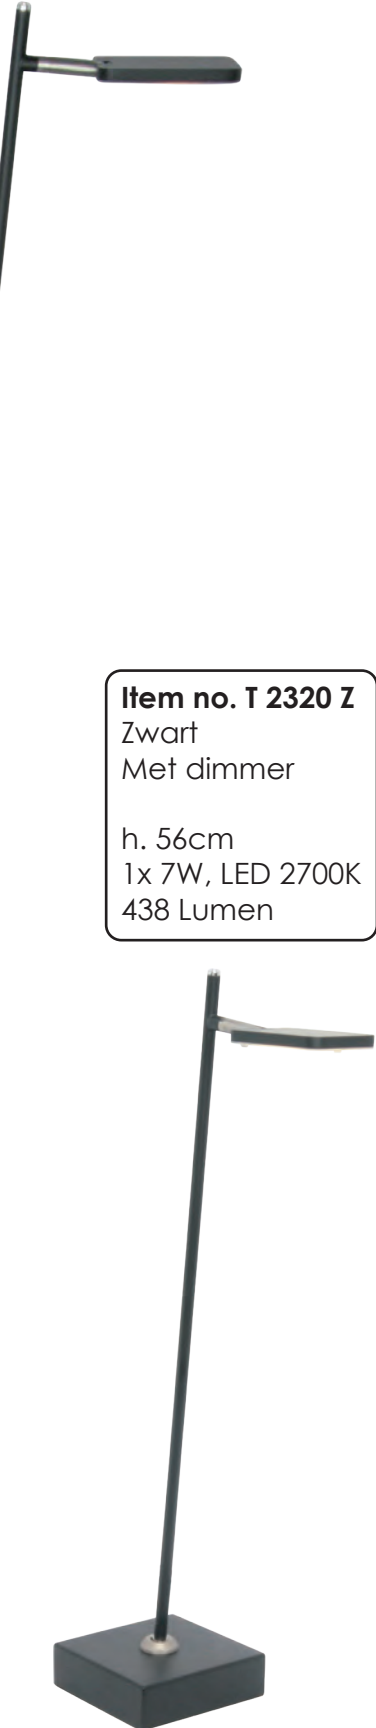 Item no. T 2320 Z
Zwart
Met dimmer
h. 56cm
1x 7W, LED 2700K
438 Lumen